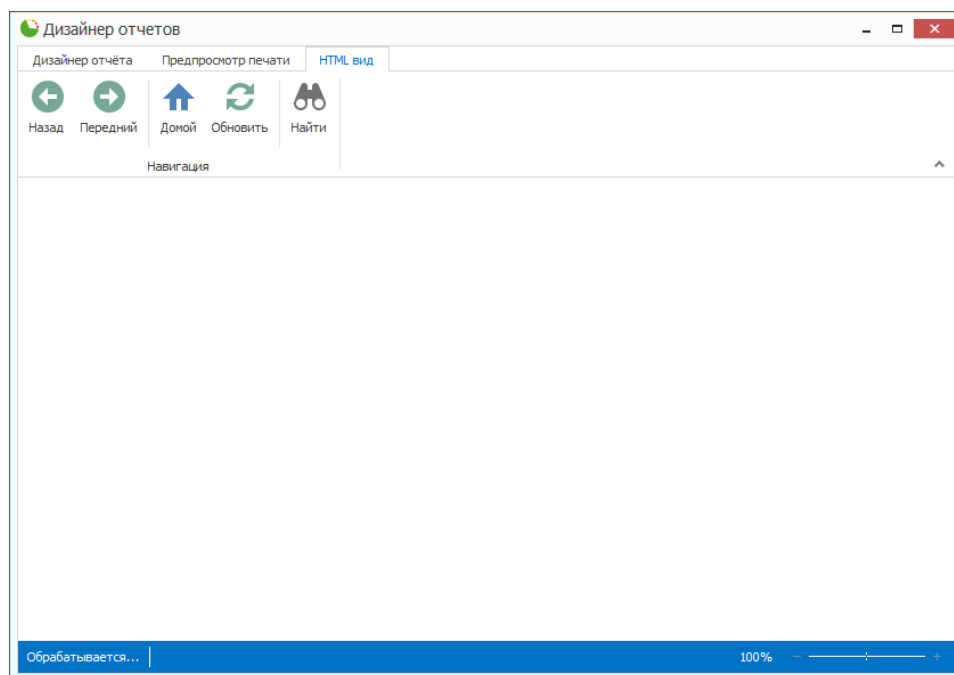 Дизайнер отчетов
Дизайнер отчёта Предпросмотр печати HTML вид
Назад Передний Домой Обновить Найти
Навигация
Обрабатывается... 100%